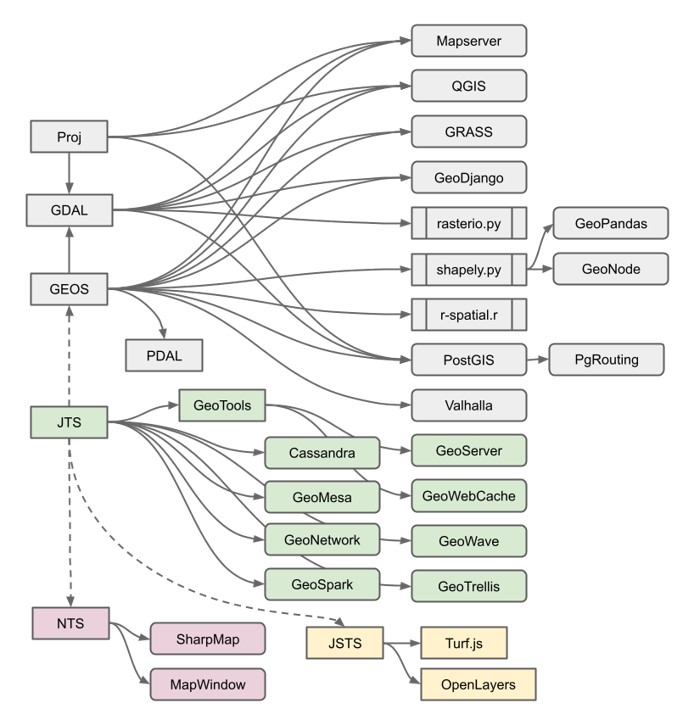 Mapserver
QGIS
Proj
GRASS
GeoDjango
GDAL
rasterio.py
GeoPandas
shapely.py
GeoNode
GEOS
r-spatial.r
PDAL
PostGIS
PgRouting
GeoTools
Valhalla
JTS
Cassandra
GeoServer
GeoMesa
GeoWebCache
GeoNetwork
GeoWave
GeoSpark
GeoTrellis
NTS
SharpMap
JSTS
Turf.js
MapWindow
OpenLayers